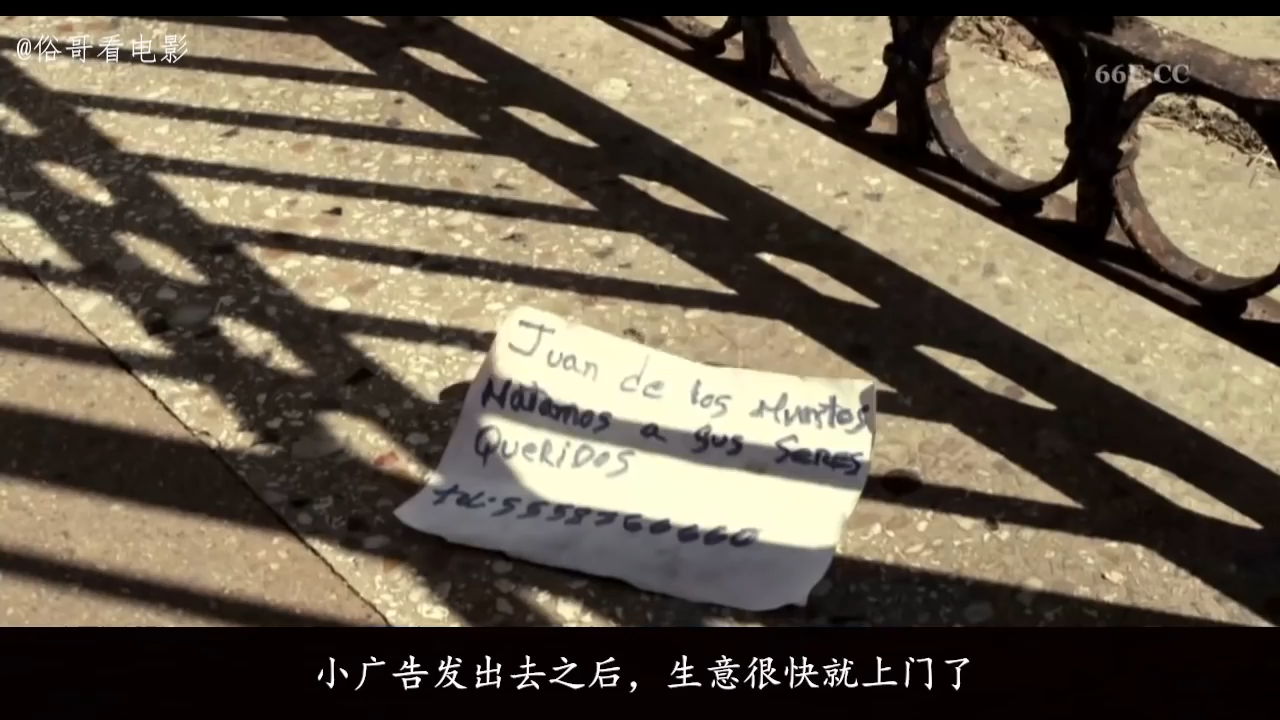 @俗哥看电影
66E.CC
Juan de los Muertos
Matamos a sus Seres
Queridos
小广告发出去之后，生意很快就上门了